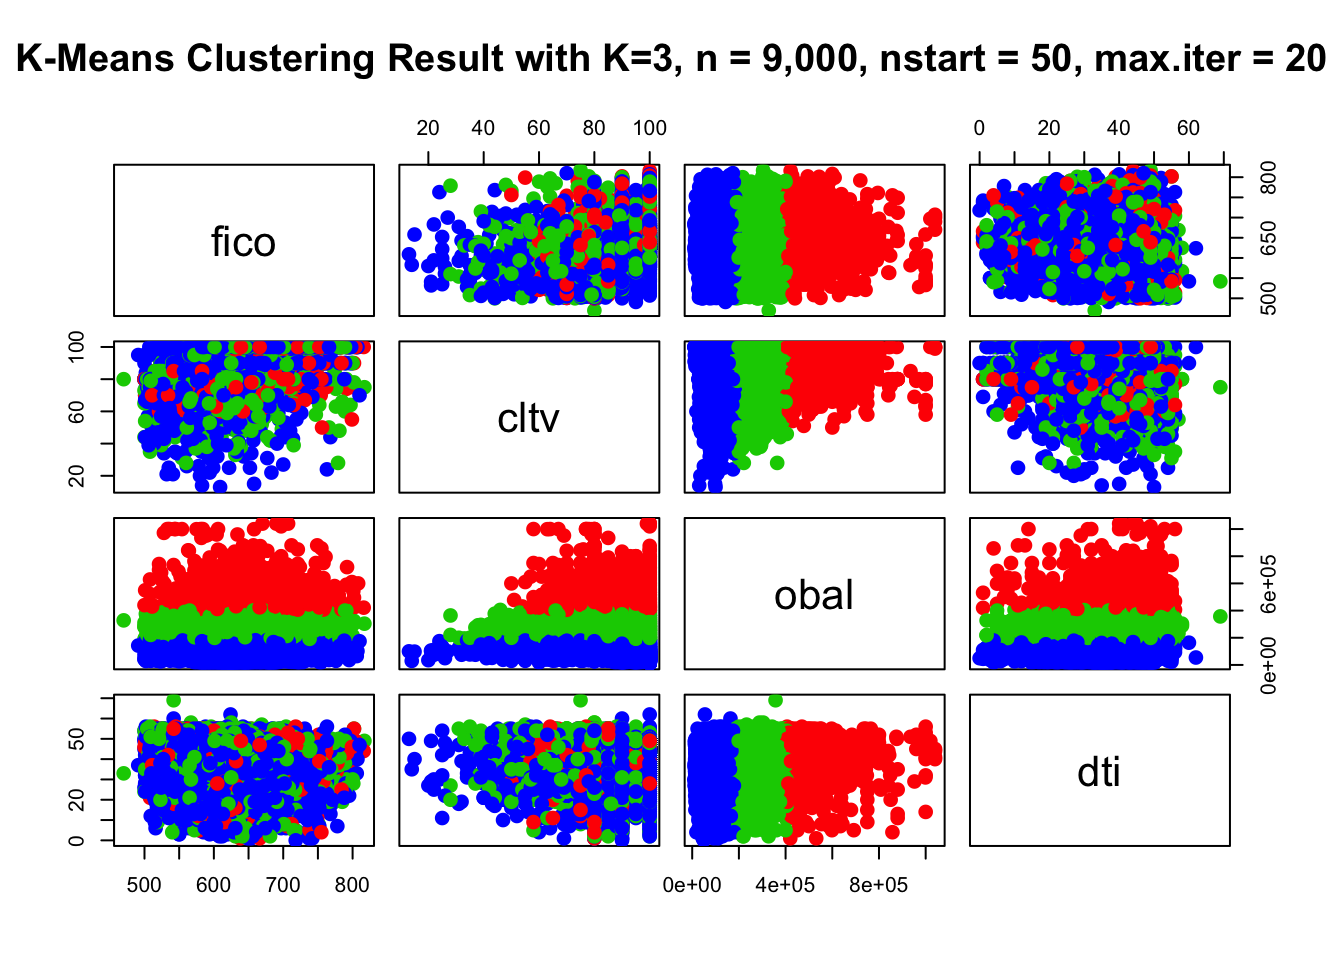 K-Means Clustering Result with K=3, n = 9,000, nstart = 50, max.iter = 20
20 40 60 80 100
0 20 40 60
fico
500 650 800
20 60 100
cltv
obal
0e+00 6e+05
0 20 50
dti
500 600 700 800
0e+00 4e+05 8e+05